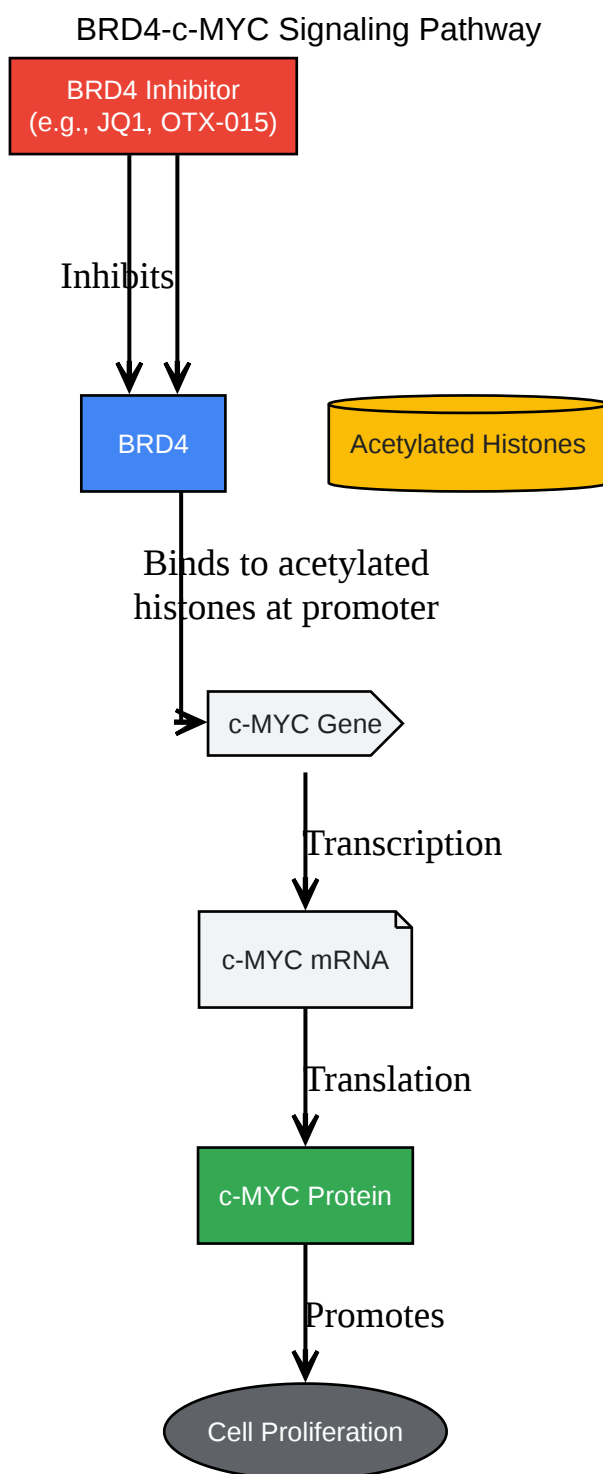 BRD4-c-MYC Signaling Pathway
BRD4 Inhibitor
(e.g., JQ1, OTX-015)
Inhibits
BRD4
Acetylated Histones
Binds to acetylated
histones at promoter
c-MYC Gene
Transcription
c-MYC mRNA
Translation
c-MYC Protein
Promotes
Cell Proliferation